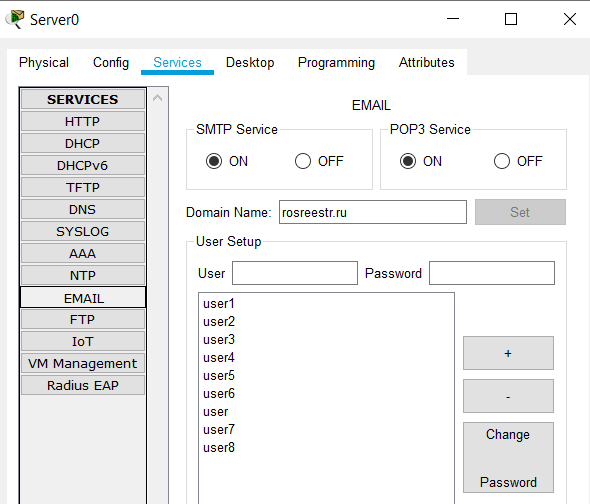 Server0
Physical Config Services Desktop Programming Attributes
SERVICES
HTTP
DHCP
DHCPv6
TFTP
DNS
SYSLOG
AAA
NTP
EMAIL
FTP
IoT
VM Management
Radius EAP
EMAIL
SMTP Service
ON OFF
POP3 Service
ON OFF
Domain Name: rosreestr.ru Set
User Setup
User Password
user1
user2
user3
user4
user5
user6
user
user7
user8
+
-
Change
Password